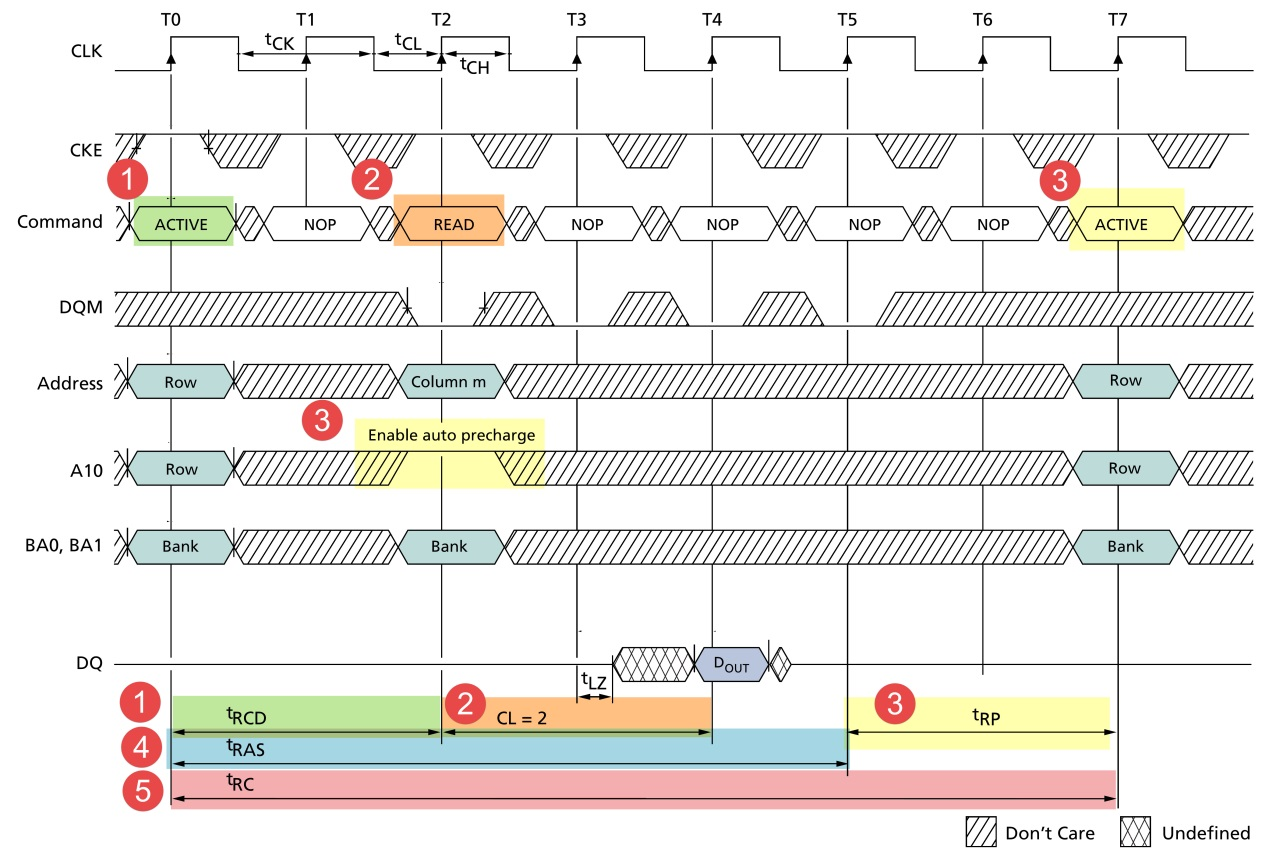 T0 T1 T2 T3 T4 T5 T6 T7
CLK tCK tCL tCH
CKE
1 2 3
Command ACTIVE NOP READ NOP NOP NOP NOP ACTIVE
DQM
Address Row Column m Row
3
Enable auto precharge
A10 Row Row
BA0, BA1 Bank Bank Bank
DQ DOUT
tLZ
1 tRCD 2 CL = 2 3 tRP
4 tRAS
5 tRC
Don't Care Undefined